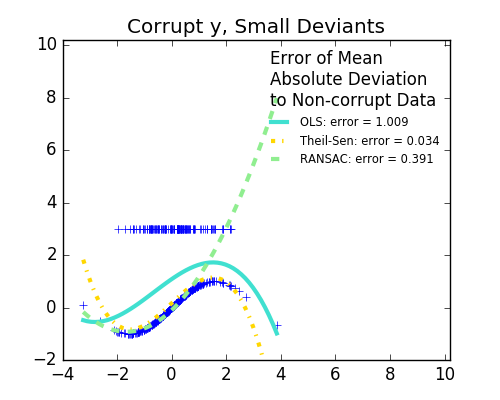 Corrupt y, Small Deviants
Error of Mean
Absolute Deviation
to Non-corrupt Data
OLS: error = 1.009
Theil-Sen: error = 0.034
RANSAC: error = 0.391
10
8
6
4
2
0
−2
−4 −2 0 2 4 6 8 10